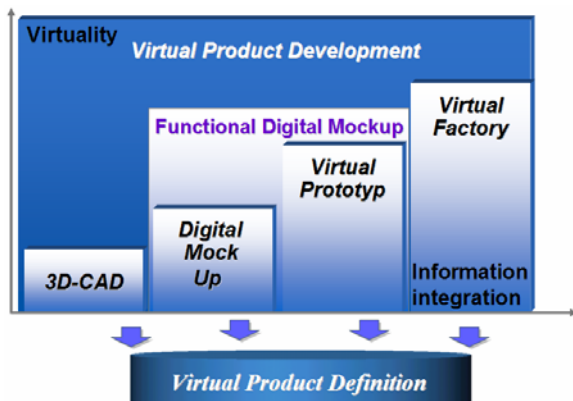 Virtuality
Virtual Product Development
Functional Digital Mockup
Virtual
Factory
Virtual
Prototyp
Digital
Mock
Up
3D-CAD
Information
integration
Virtual Product Definition